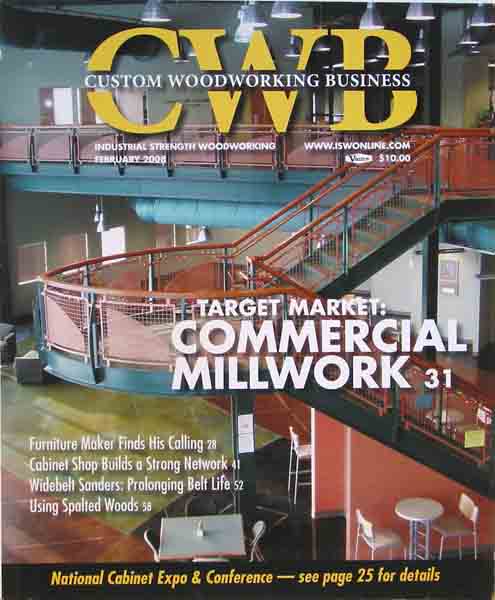 CWB
CUSTOM WOODWORKING BUSINESS
INDUSTRIAL STRENGTH WOODWORKING
WWW.ISWONLINE.COM
FEBRUARY 2008
Vance $10.00
TARGET MARKET:
COMMERCIAL
MILLWORK 31
Furniture Maker Finds His Calling 28
Cabinet Shop Builds a Strong Network 41
Widebelt Sanders: Prolonging Belt Life 52
Using Spalted Woods 58
National Cabinet Expo & Conference — see page 25 for details